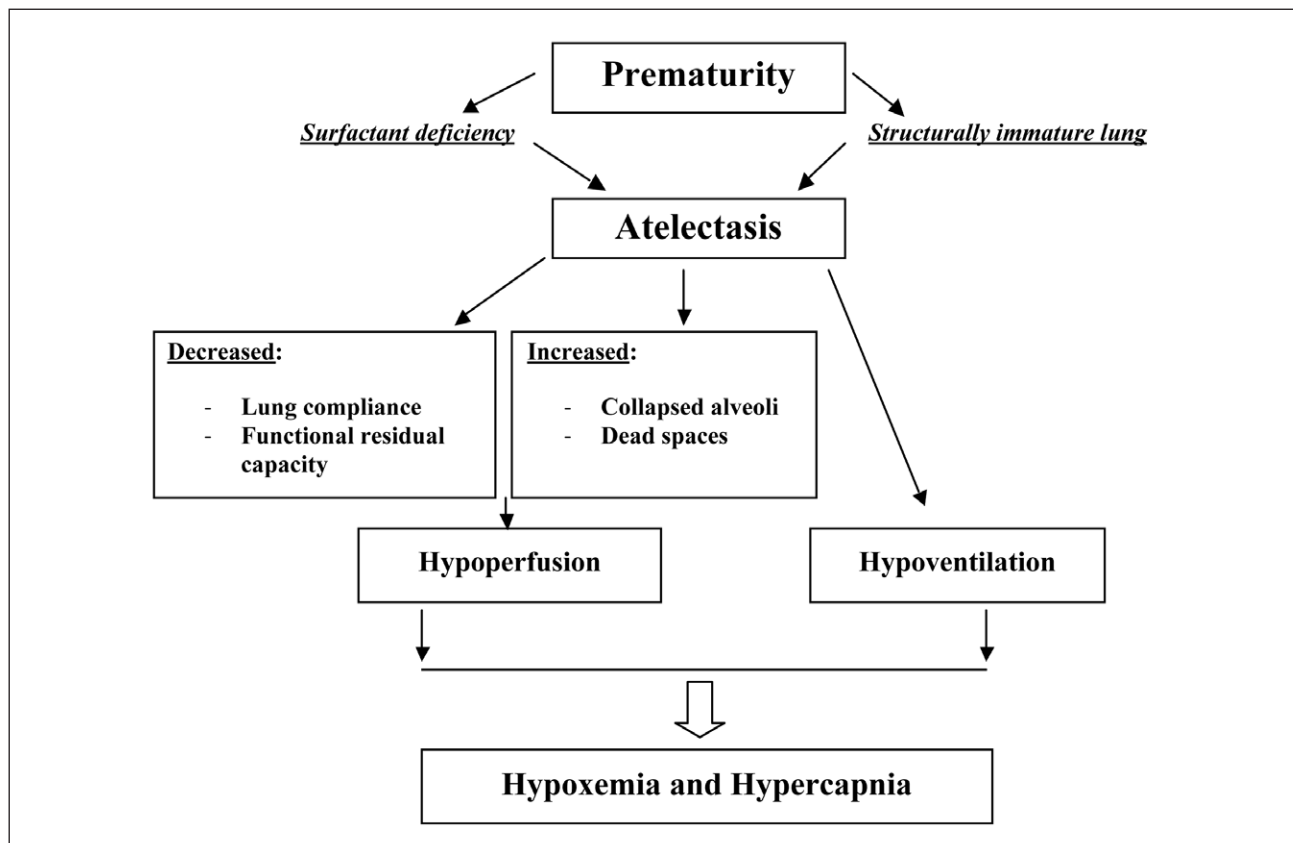 Prematurity
Surfactant deficiency
Structurally immature lung
Atelectasis
Decreased:
- Lung compliance
- Functional residual
capacity
Increased:
- Collapsed alveoli
- Dead spaces
Hypoperfusion
Hypoventilation
Hypoxemia and Hypercapnia